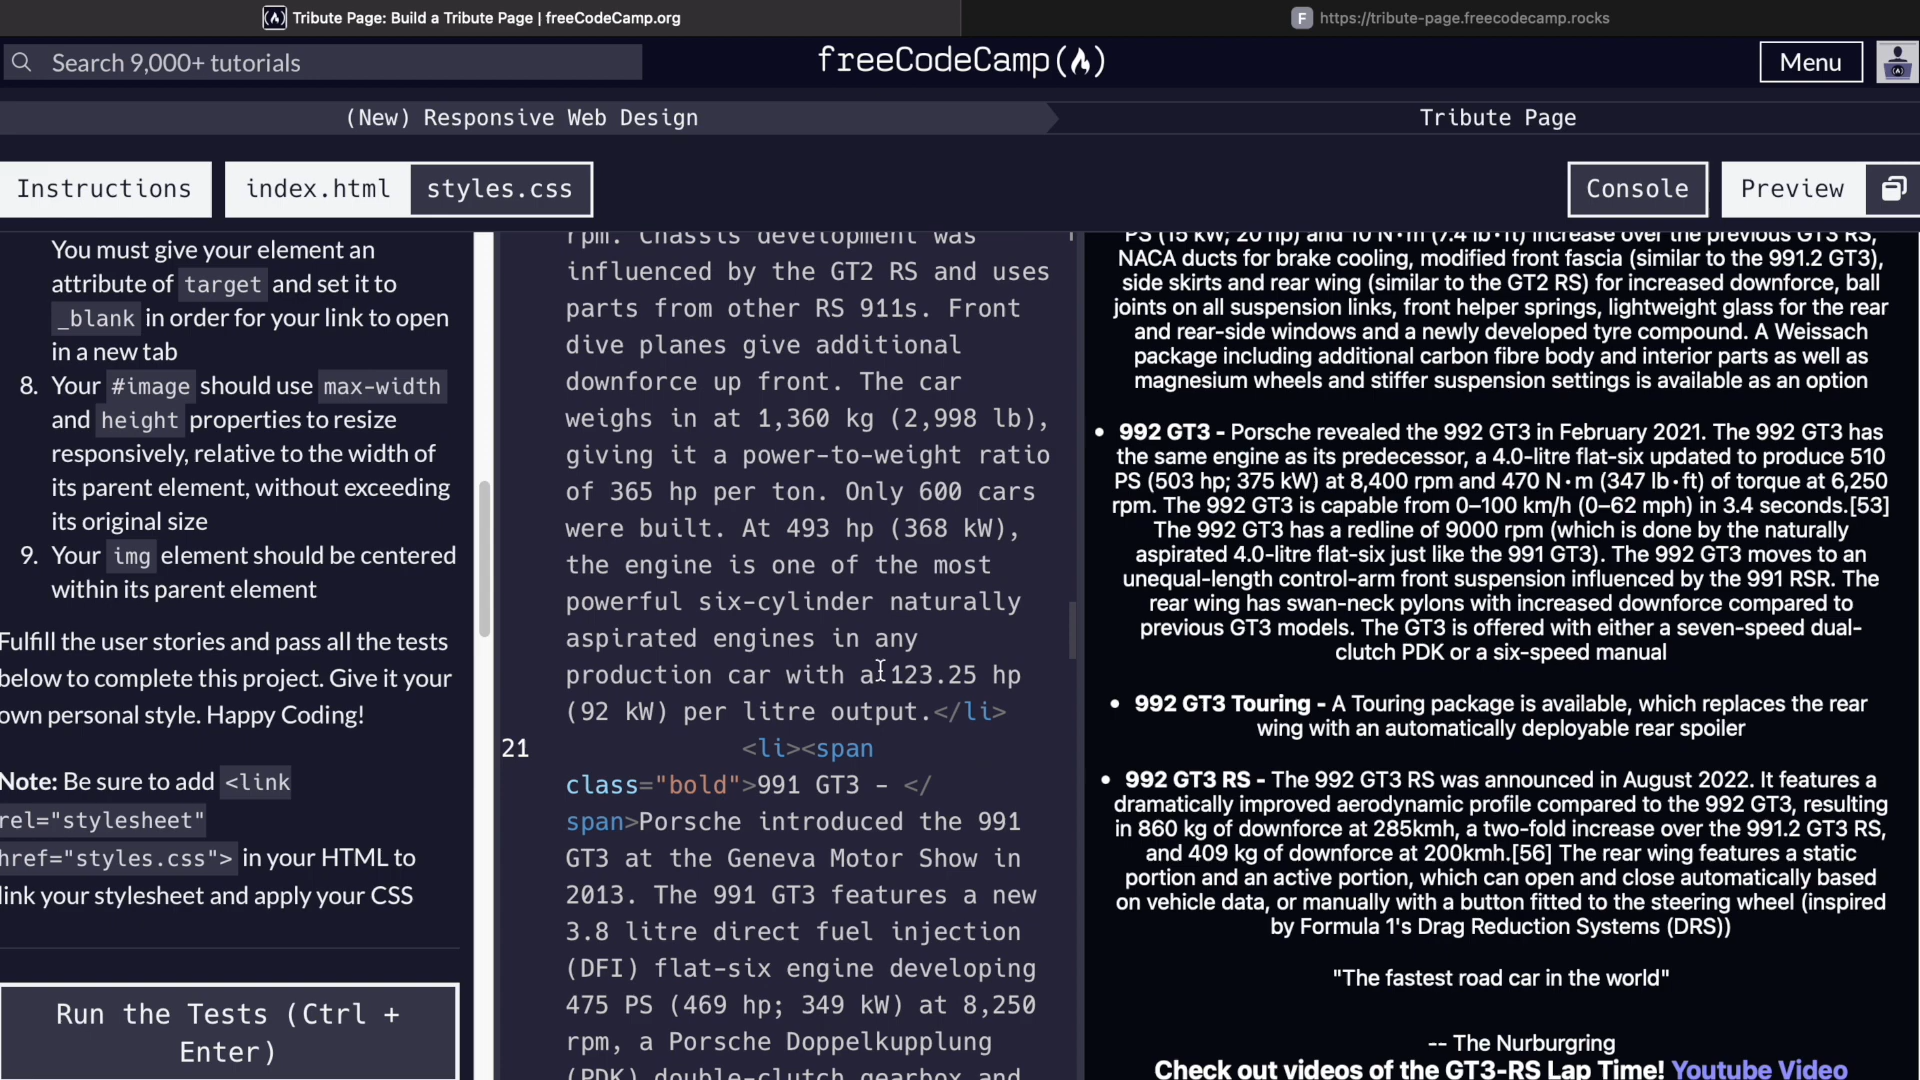 Tribute Page: Build a Tribute Page | freeCodeCamp.org
F https://tribute-page.freecodecamp.rocks
Search 9,000+ tutorials
freeCodeCamp
Menu
(New) Responsive Web Design
Tribute Page
Instructions
index.html
styles.css
Console
Preview
You must give your element an
attribute of target and set it to
_blank in order for your link to open
in a new tab
8. Your #image should use max-width
and height properties to resize
responsively, relative to the width of
its parent element, without exceeding
its original size
9. Your img element should be centered
within its parent element
Fulfill the user stories and pass all the tests
below to complete this project. Give it your
own personal style. Happy Coding!
Note: Be sure to add <link
rel="stylesheet"
href="styles.css"> in your HTML to
link your stylesheet and apply your CSS
Run the Tests (Ctrl +
Enter)
rpm. Chassis development was
influenced by the GT2 RS and uses
parts from other RS 911s. Front
dive planes give additional
downforce up front. The car
weighs in at 1,360 kg (2,998 lb),
giving it a power-to-weight ratio
of 365 hp per ton. Only 600 cars
were built. At 493 hp (368 kW),
the engine is one of the most
powerful six-cylinder naturally
aspirated engines in any
production car with a 123.25 hp
(92 kW) per litre output.</li>
21 <li><span
class="bold">991 GT3 – </
span>Porsche introduced the 991
GT3 at the Geneva Motor Show in
2013. The 991 GT3 features a new
3.8 litre direct fuel injection
(DFI) flat-six engine developing
475 PS (469 hp; 349 kW) at 8,250
rpm, a Porsche Doppelkupplung
(PDK) double-clutch gearbox and
PS (15 kW; 20 hp) and 10 N⋅m (7.4 lb⋅ft) increase over the previous GT3 RS,
NACA ducts for brake cooling, modified front fascia (similar to the 991.2 GT3),
side skirts and rear wing (similar to the GT2 RS) for increased downforce, ball
joints on all suspension links, front helper springs, lightweight glass for the rear
and rear-side windows and a newly developed tyre compound. A Weissach
package including additional carbon fibre body and interior parts as well as
magnesium wheels and stiffer suspension settings is available as an option
• 992 GT3 - Porsche revealed the 992 GT3 in February 2021. The 992 GT3 has
the same engine as its predecessor, a 4.0-litre flat-six updated to produce 510
PS (503 hp; 375 kW) at 8,400 rpm and 470 N⋅m (347 lb⋅ft) of torque at 6,250
rpm. The 992 GT3 is capable from 0–100 km/h (0–62 mph) in 3.4 seconds.[53]
The 992 GT3 has a redline of 9000 rpm (which is done by the naturally
aspirated 4.0-litre flat-six just like the 991 GT3). The 992 GT3 moves to an
unequal-length control-arm front suspension influenced by the 991 RSR. The
rear wing has swan-neck pylons with increased downforce compared to
previous GT3 models. The GT3 is offered with either a seven-speed dual-
clutch PDK or a six-speed manual
• 992 GT3 Touring - A Touring package is available, which replaces the rear
wing with an automatically deployable rear spoiler
• 992 GT3 RS - The 992 GT3 RS was announced in August 2022. It features a
dramatically improved aerodynamic profile compared to the 992 GT3, resulting
in 860 kg of downforce at 285kmh, a two-fold increase over the 991.2 GT3 RS,
and 409 kg of downforce at 200kmh.[56] The rear wing features a static
portion and an active portion, which can open and close automatically based
on vehicle data, or manually with a button fitted to the steering wheel (inspired
by Formula 1's Drag Reduction Systems (DRS))
"The fastest road car in the world"
-- The Nurburgring
Check out videos of the GT3-RS Lap Time! Youtube Video